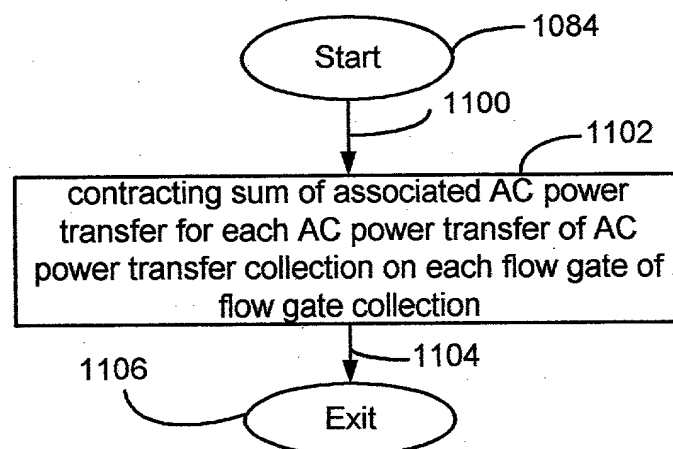 Start
1084
1100
1102
contracting sum of associated AC power
transfer for each AC power transfer of AC
power transfer collection on each flow gate of
flow gate collection
1104
1106
Exit